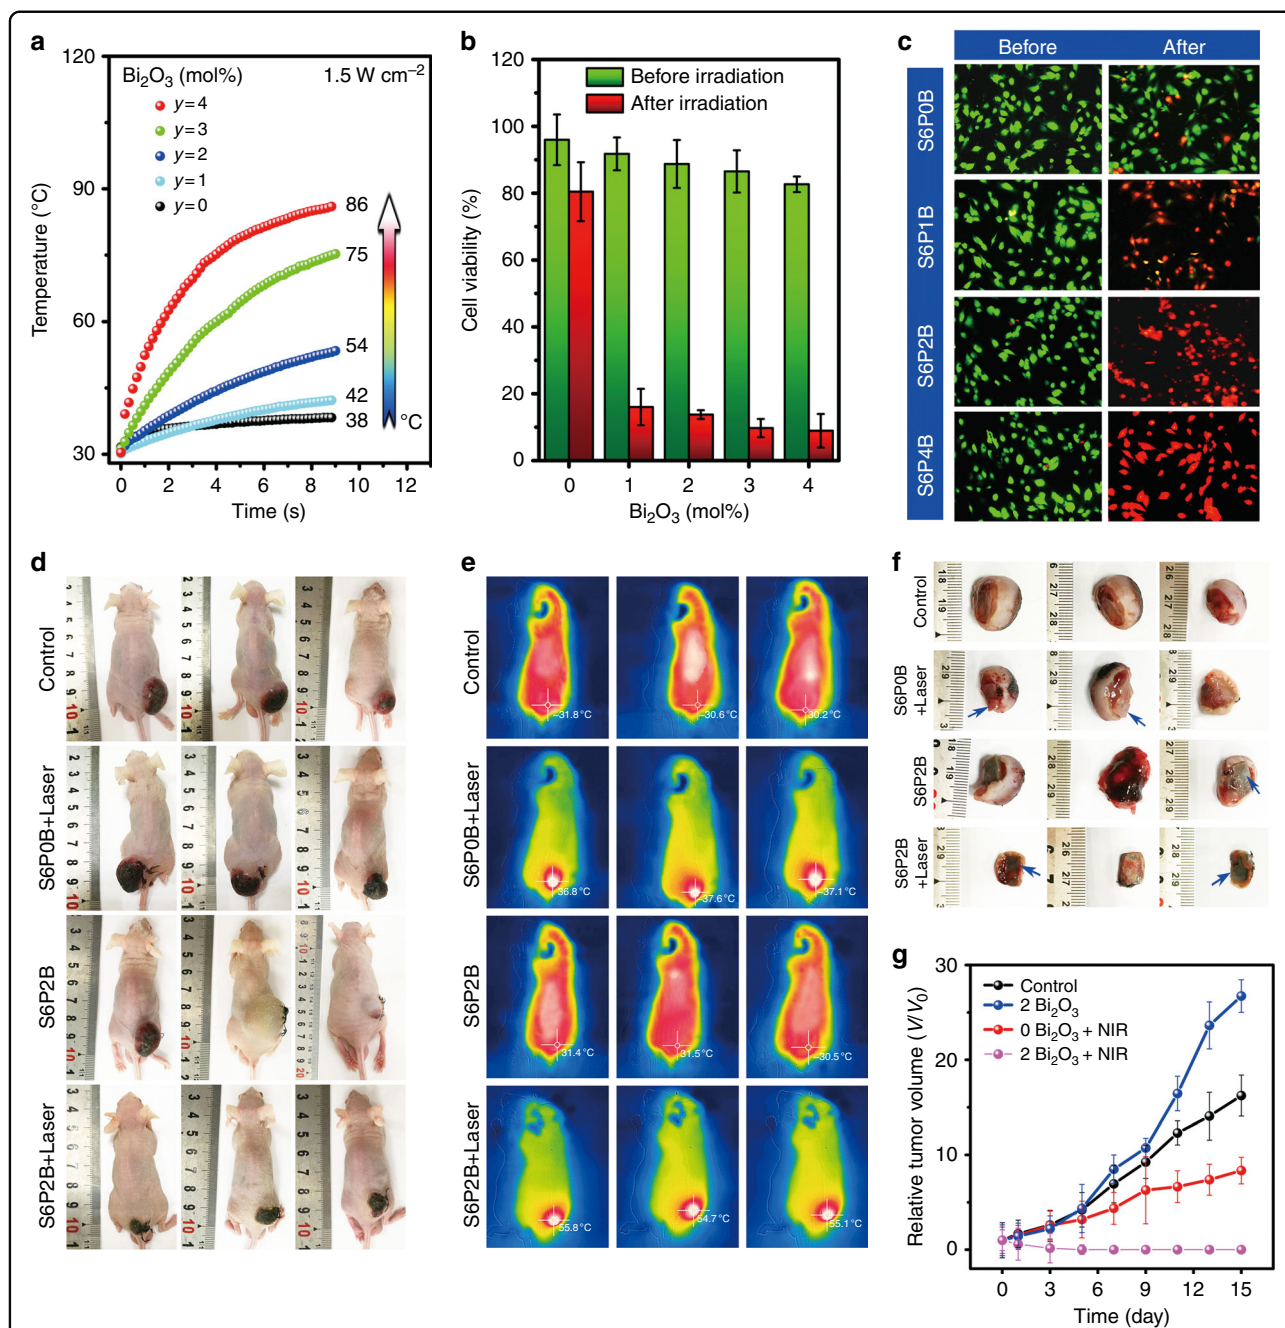 a
120
90
60
30
Temperature (°C)
Bi₂O₃ (mol%)
1.5 W cm⁻²
y = 4
y = 3
y = 2
y = 1
y = 0
86
75
54
42
38
°C
0 2 4 6 8 10 12
Time (s)
b
120
100
80
60
40
20
0
Cell viability (%)
Before irradiation
After irradiation
0 1 2 3 4
Bi₂O₃ (mol%)
c
Before After
S6P0B
S6P1B
S6P2B
S6P4B
d
Control
S6P0B+Laser
S6P2B
S6P2B+Laser
e
31.8 °C
30.6 °C
30.2 °C
36.8 °C
37.6 °C
37.1 °C
31.4 °C
31.5 °C
30.5 °C
55.8 °C
54.7 °C
55.1 °C
f
Control
S6P0B
+Laser
S6P2B
S6P2B
+Laser
g
30
20
10
0
Relative tumor volume (V/V₀)
Control
2 Bi₂O₃
0 Bi₂O₃ + NIR
2 Bi₂O₃ + NIR
0 3 6 9 12 15
Time (day)